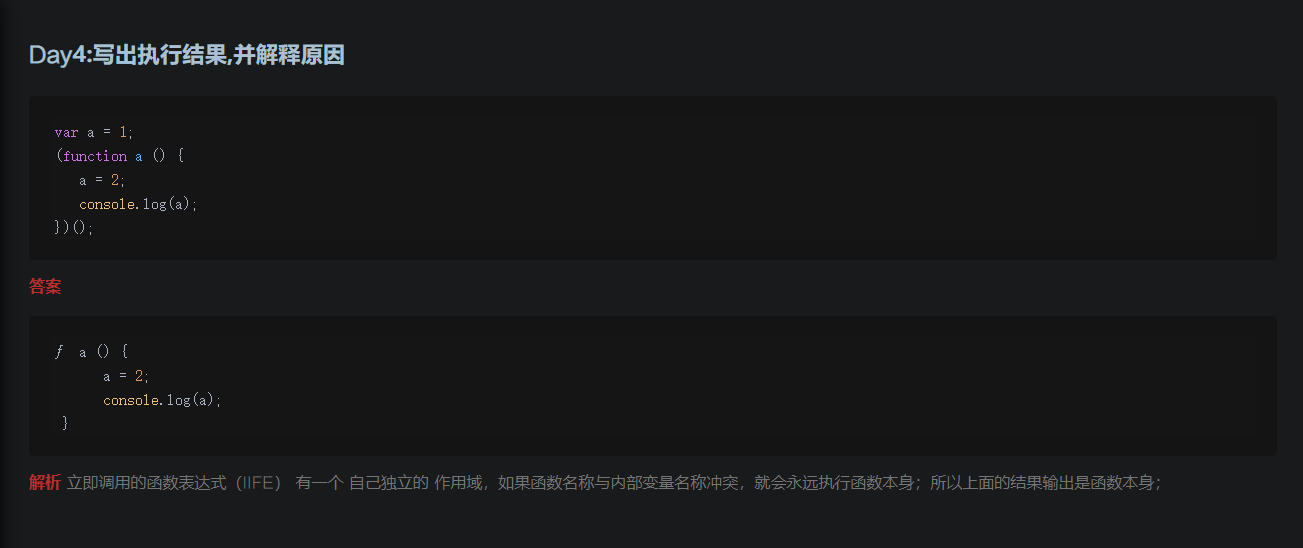 Day4:写出执行结果,并解释原因
var a = 1;
(function a () {
   a = 2;
   console.log(a);
})();
答案
ƒ  a () {
      a = 2;
      console.log(a);
 }
解析 立即调用的函数表达式（IIFE） 有一个 自己独立的 作用域，如果函数名称与内部变量名称冲突，就会永远执行函数本身；所以上面的结果输出是函数本身；